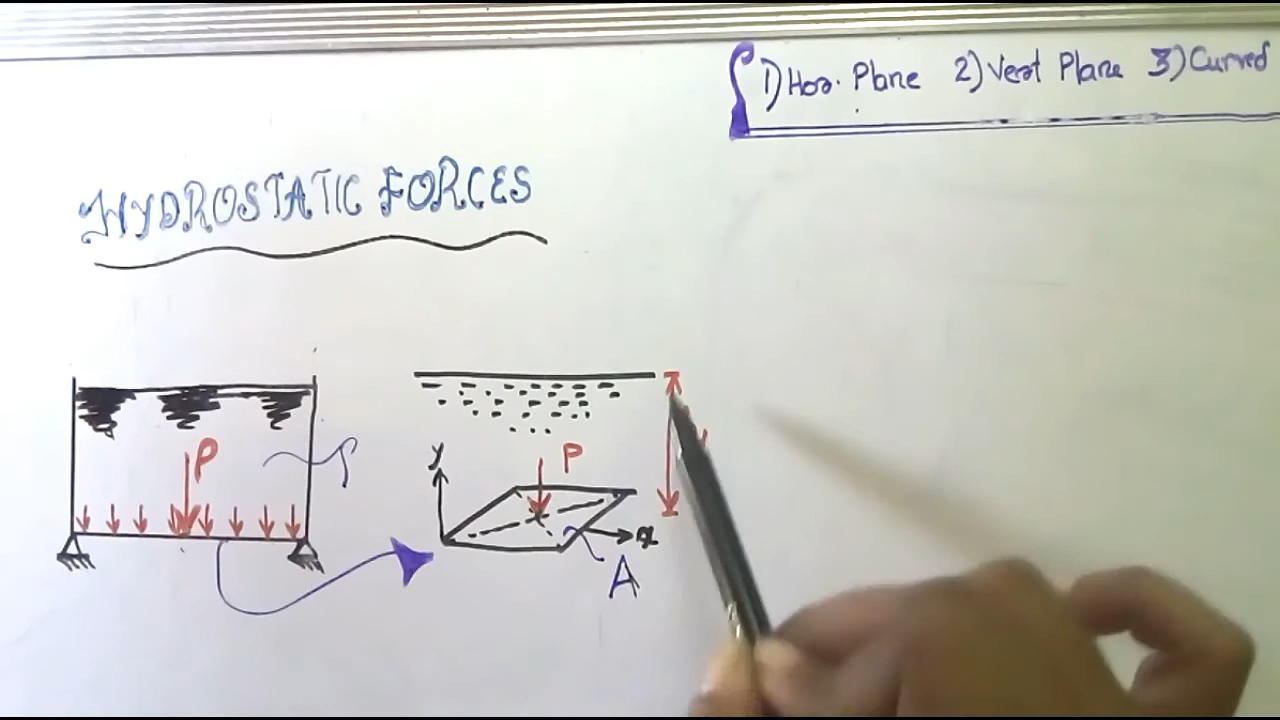 1) Hor. Plane 2) Vert Plane 3) Curved
HYDROSTATIC FORCES
P
ρ
y
P
x
A